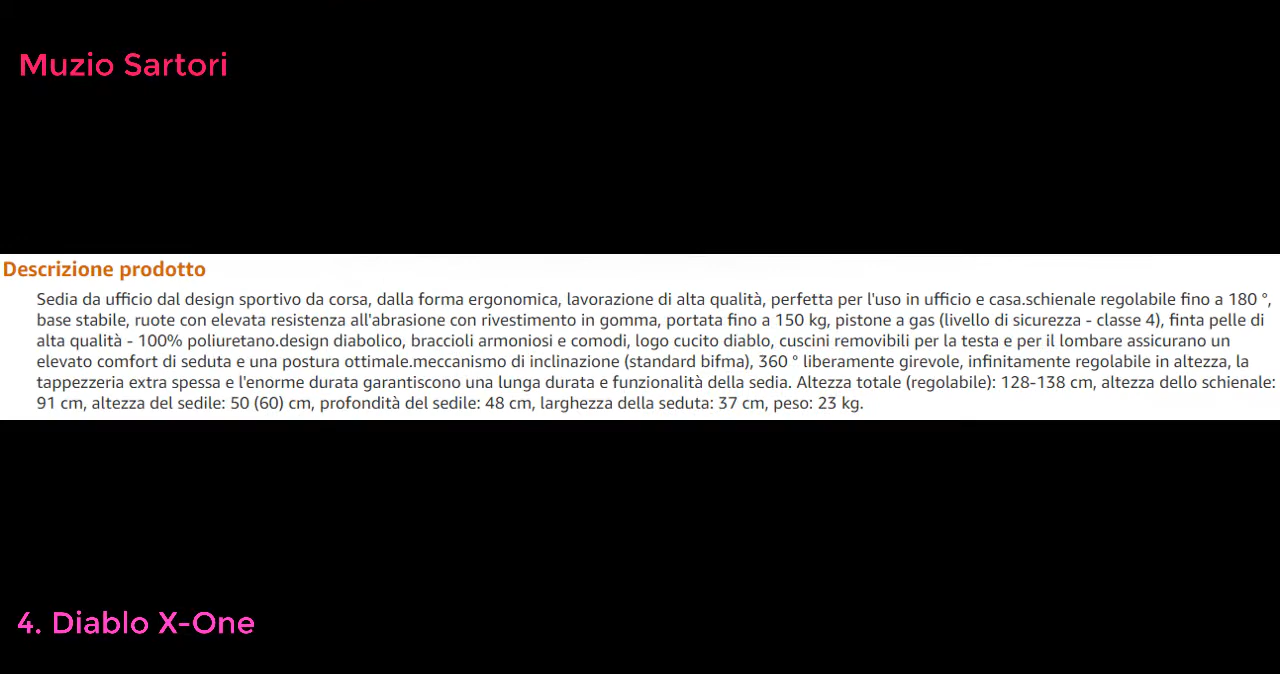 Muzio Sartori
Descrizione prodotto
Sedia da ufficio dal design sportivo da corsa, dalla forma ergonomica, lavorazione di alta qualità, perfetta per l'uso in ufficio e casa.schienale regolabile fino a 180 °,
base stabile, ruote con elevata resistenza all'abrasione con rivestimento in gomma, portata fino a 150 kg, pistone a gas (livello di sicurezza - classe 4), finta pelle di
alta qualità - 100% poliuretano.design diabolico, braccioli armoniosi e comodi, logo cucito diablo, cuscini removibili per la testa e per il lombare assicurano un
elevato comfort di seduta e una postura ottimale.meccanismo di inclinazione (standard bifma), 360 ° liberamente girevole, infinitamente regolabile in altezza, la
tappezzeria extra spessa e l'enorme durata garantiscono una lunga durata e funzionalità della sedia. Altezza totale (regolabile): 128-138 cm, altezza dello schienale:
91 cm, altezza del sedile: 50 (60) cm, profondità del sedile: 48 cm, larghezza della seduta: 37 cm, peso: 23 kg.
4. Diablo X-One